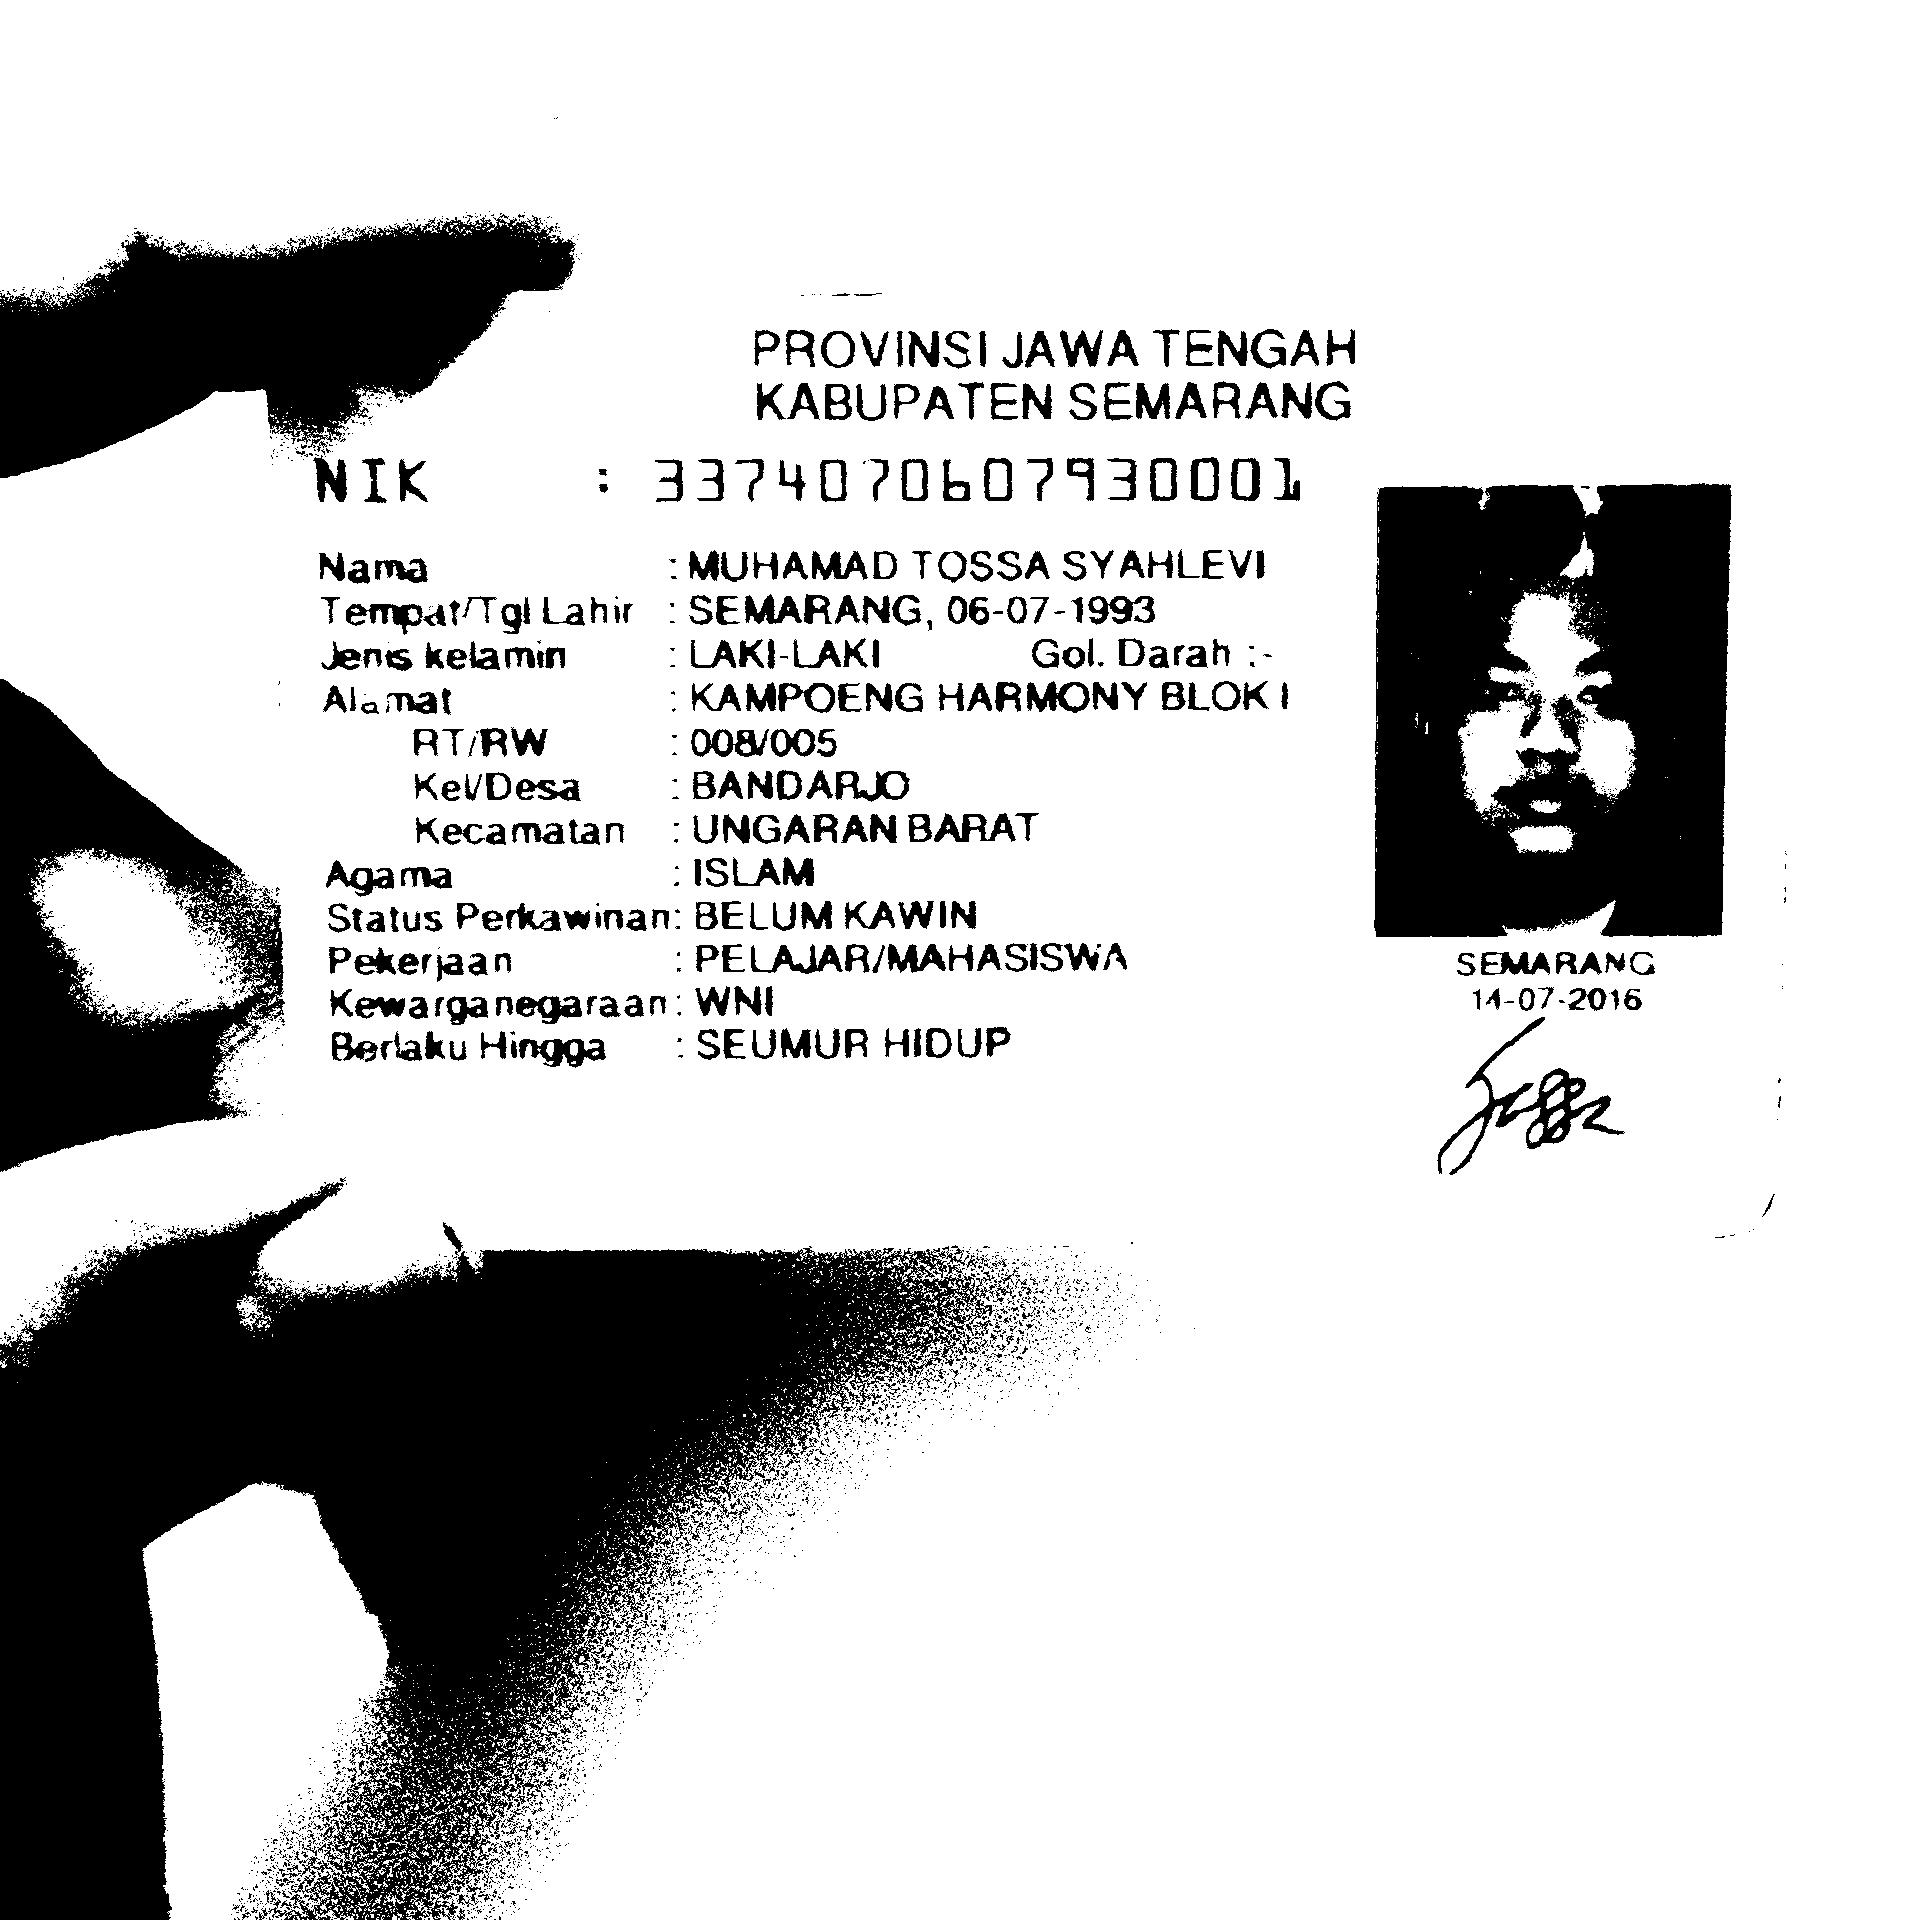 PROVINSI JAWA TENGAH
KABUPATEN SEMARANG
NIK : 3374070607930001
Nama : MUHAMAD TOSSA SYAHLEVI
Tempat/Tgl Lahir : SEMARANG, 06-07-1993
Jenis kelamin : LAKI-LAKI Gol. Darah : -
Alamat : KAMPOENG HARMONY BLOK I
RT/RW : 008/005
Kel/Desa : BANDARJO
Kecamatan : UNGARAN BARAT
Agama : ISLAM
Status Perkawinan: BELUM KAWIN
Pekerjaan : PELAJAR/MAHASISWA
Kewarganegaraan: WNI
Berlaku Hingga : SEUMUR HIDUP
SEMARANG
14-07-2016